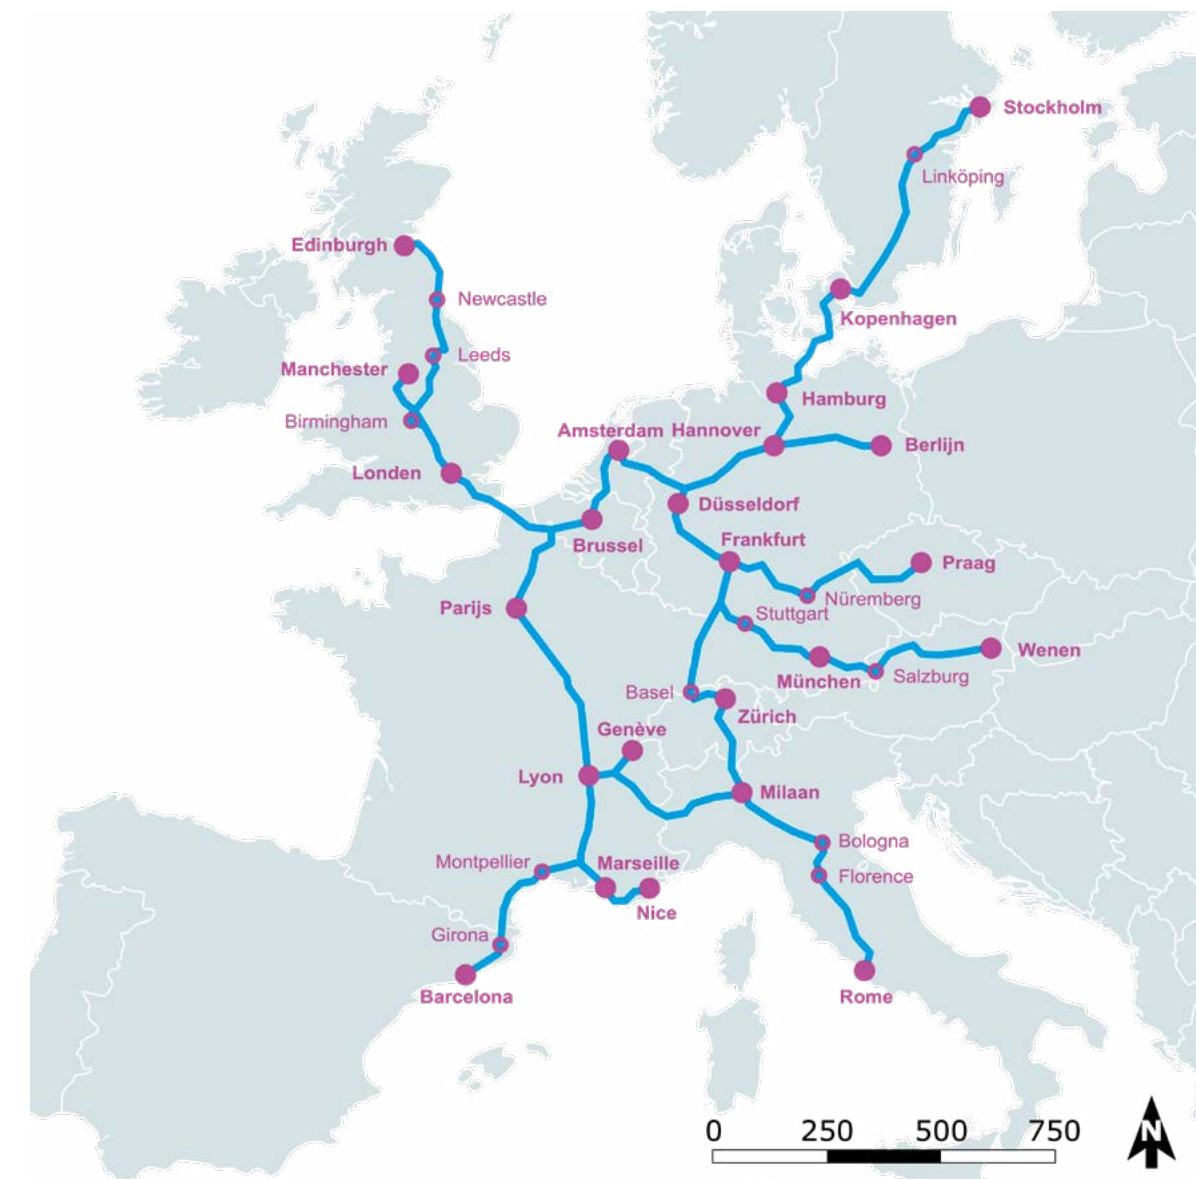 Stockholm
Linköping
Edinburgh
Newcastle
Kopenhagen
Leeds
Manchester
Hamburg
Birmingham
Amsterdam
Hannover
Berlijn
Londen
Düsseldorf
Brussel
Frankfurt
Praag
Nüremberg
Parijs
Stuttgart
Wenen
München
Salzburg
Basel
Zürich
Genève
Lyon
Milaan
Bologna
Montpellier
Marseille
Florence
Nice
Girona
Barcelona
Rome
0 250 500 750
N